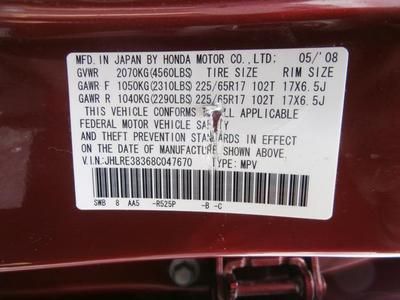 MFD. IN JAPAN BY HONDA MOTOR CO., LTD: 05/'08
GVWR 2070KG(4560LBS) TIRE SIZE RIM SIZE
GAWR F 1050KG(2310LBS) 225/65R17 102T 17X6.5J
GAWR R 1040KG(2290LBS) 225/65R17 102T 17X6.5J
THIS VEHICLE CONFORMS TO ALL APPLICABLE
FEDERAL MOTOR VEHICLE SAFETY
AND THEFT PREVENTION STANDARDS IN EFFECT
ON THE DATE OF MANUFACTURE SHOWN ABOVE.
V.I.N:JHLRE38368C047670 TYPE: MPV
SWB 8 AA5 -R525P -B -C